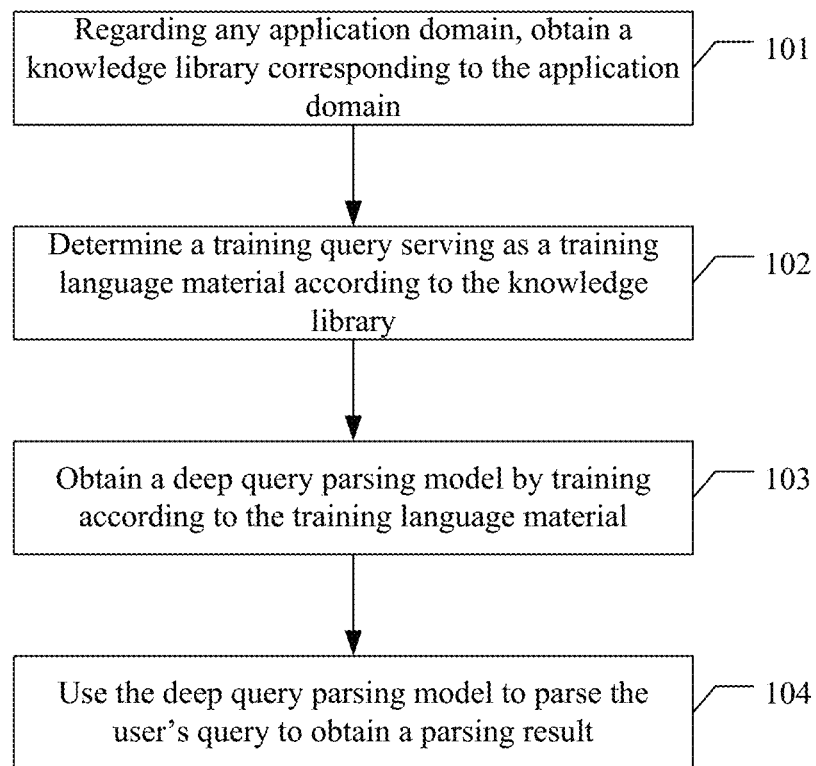 Regarding any application domain, obtain a
knowledge library corresponding to the application
domain
101
Determine a training query serving as a training
language material according to the knowledge
library
102
Obtain a deep query parsing model by training
according to the training language material
103
Use the deep query parsing model to parse the
user's query to obtain a parsing result
104